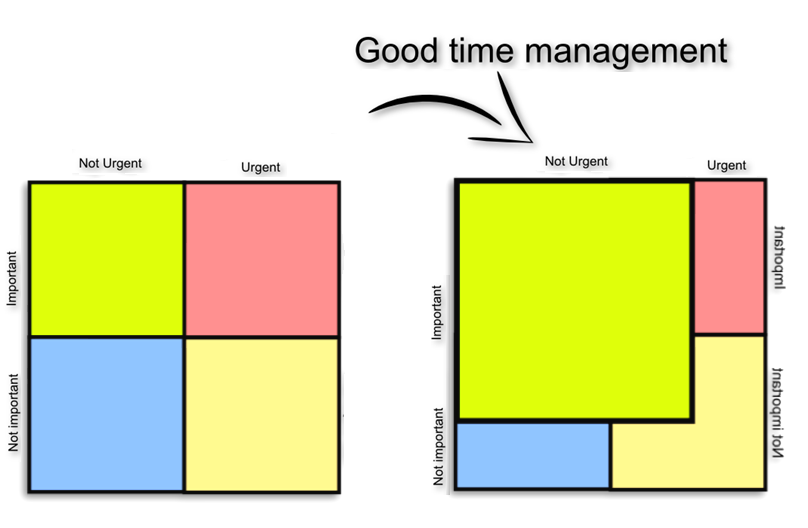 Good time management
Not Urgent
Urgent
Important
Not important
Not Urgent
Urgent
Important
Not important
Important
Not important